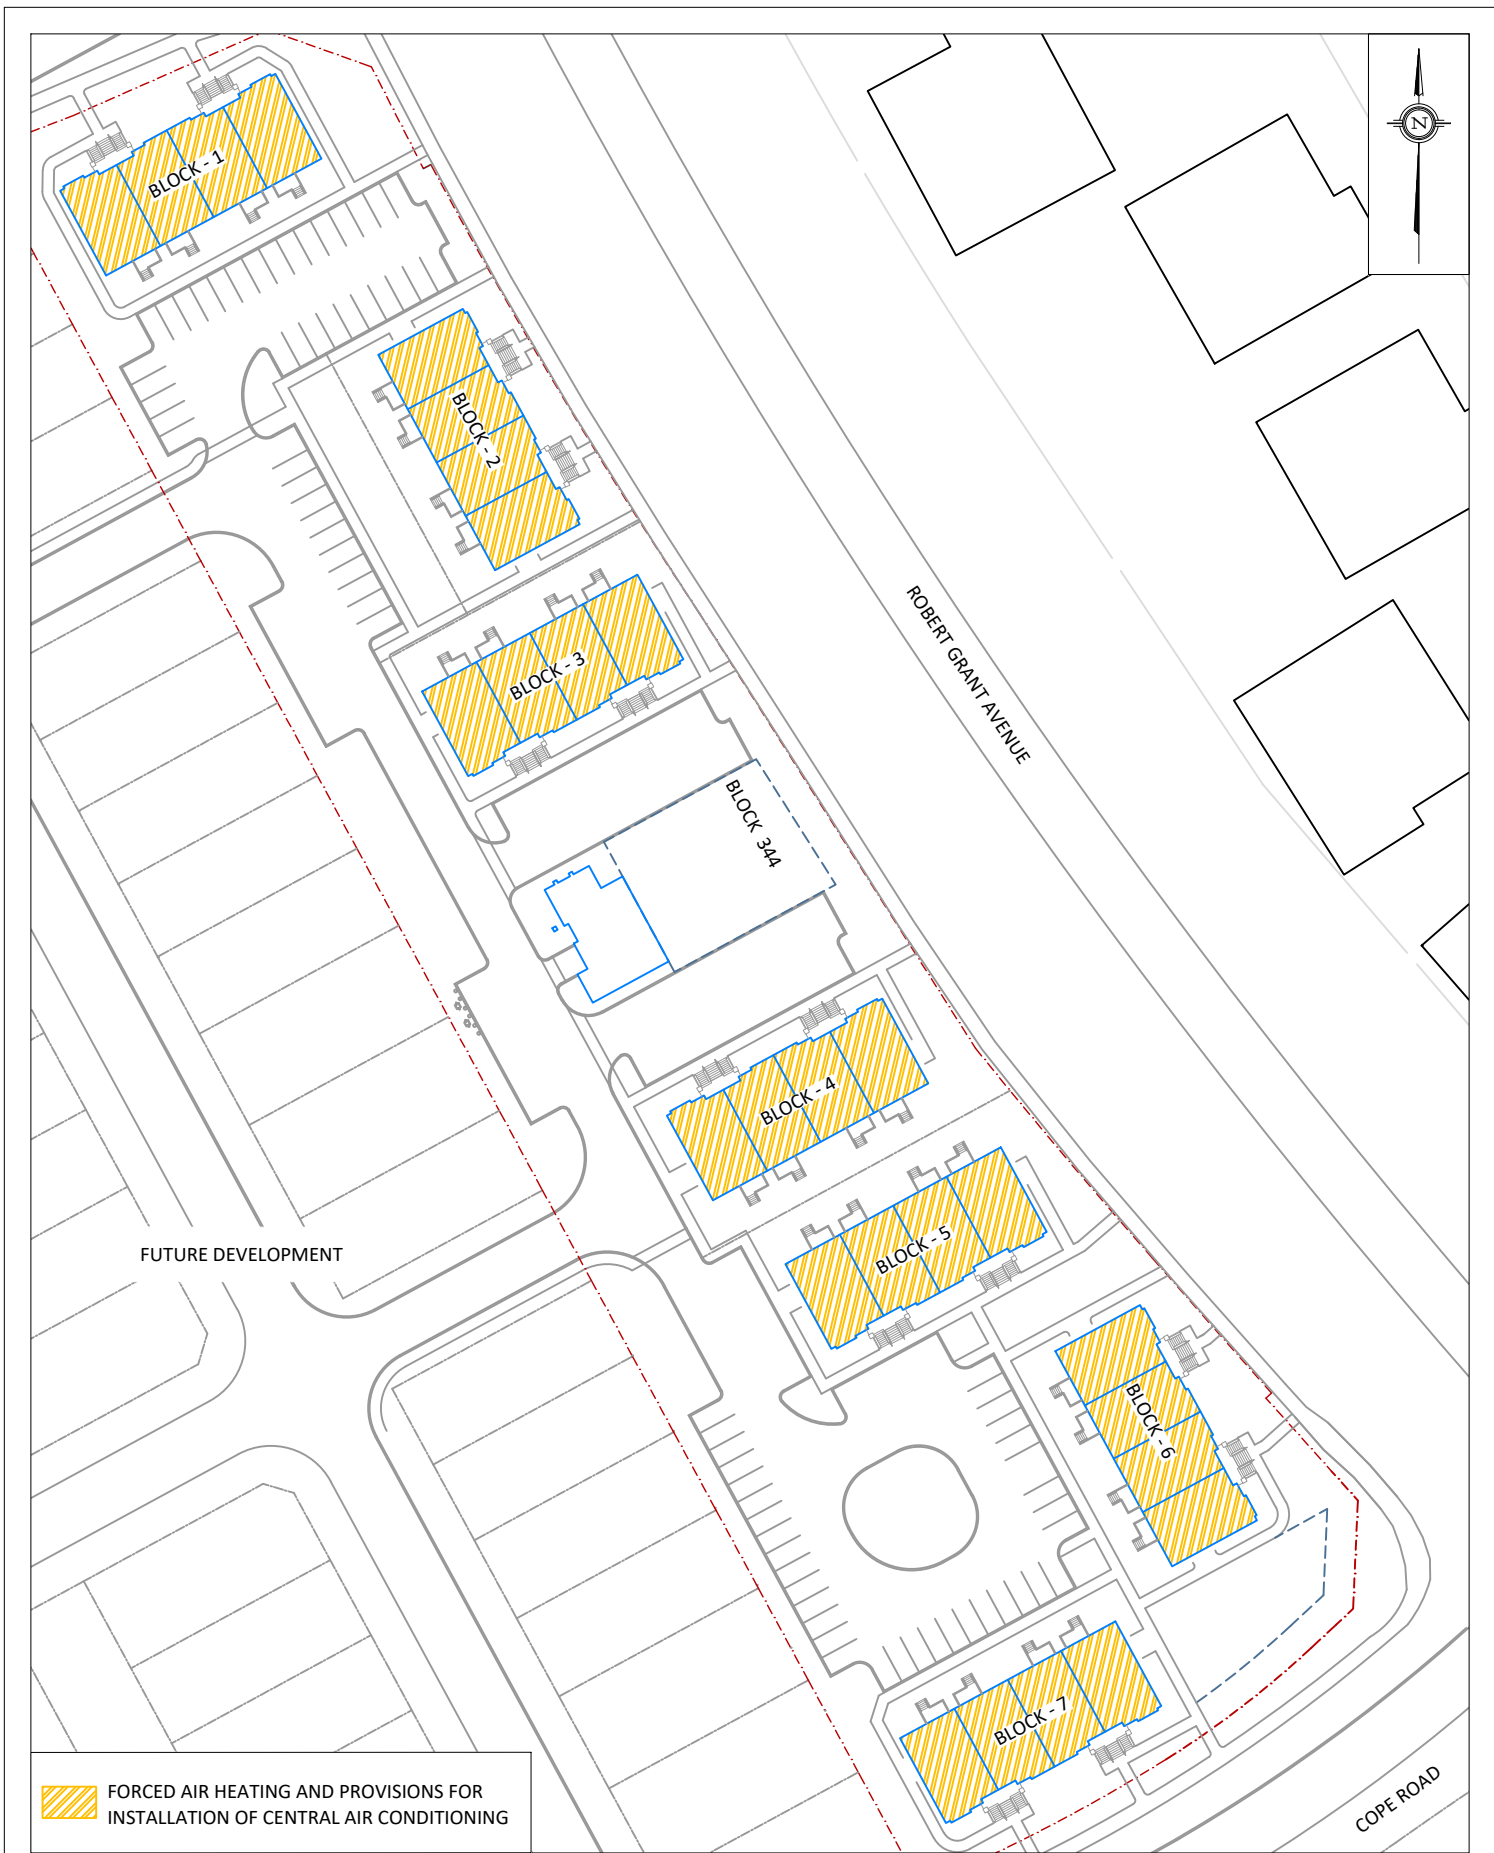 N
BLOCK - 1
BLOCK - 2
BLOCK - 3
ROBERT GRANT AVENUE
BLOCK 344
BLOCK - 4
BLOCK - 5
FUTURE DEVELOPMENT
BLOCK - 6
BLOCK - 7
FORCED AIR HEATING AND PROVISIONS FOR
INSTALLATION OF CENTRAL AIR CONDITIONING
COPE ROAD